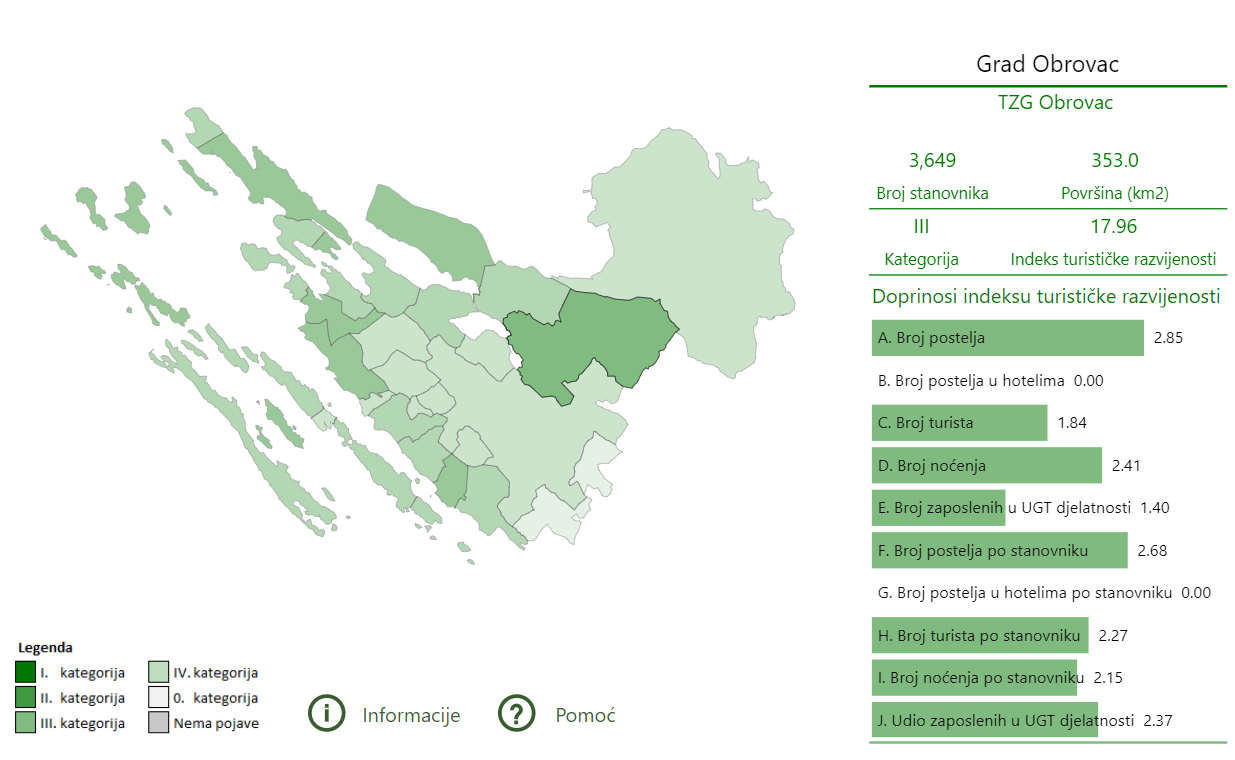 Grad Obrovac
TZG Obrovac
3,649 353.0
Broj stanovnika Površina (km2)
III 17.96
Kategorija Indeks turističke razvijenosti
Doprinosi indeksu turističke razvijenosti
A. Broj postelja 2.85
B. Broj postelja u hotelima 0.00
C. Broj turista 1.84
D. Broj noćenja 2.41
E. Broj zaposlenih u UGT djelatnosti 1.40
F. Broj postelja po stanovniku 2.68
G. Broj postelja u hotelima po stanovniku 0.00
H. Broj turista po stanovniku 2.27
I. Broj noćenja po stanovniku 2.15
J. Udio zaposlenih u UGT djelatnosti 2.37
Legenda
I. kategorija IV. kategorija
II. kategorija 0. kategorija
III. kategorija Nema pojave
Informacije Pomoć